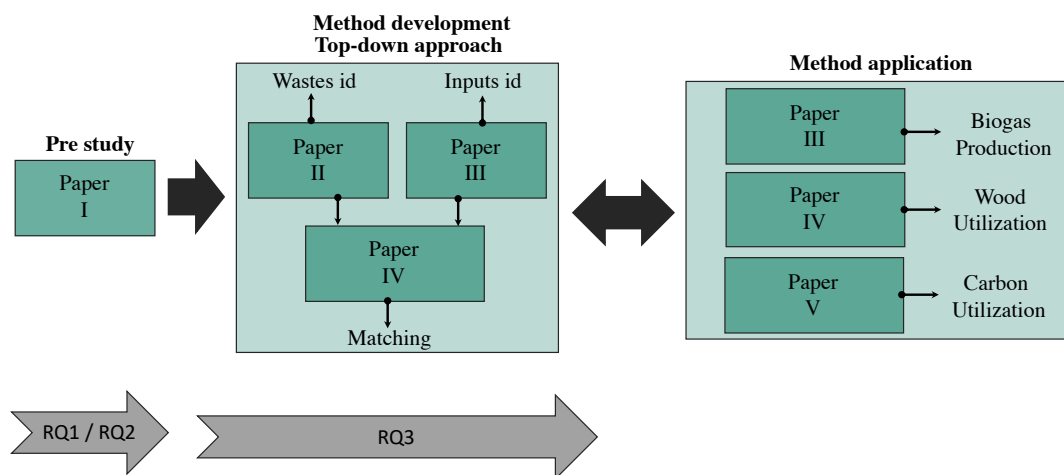 Pre study
Paper
I
Method development
Top-down approach
Wastes id
Inputs id
Paper
II
Paper
III
Paper
IV
Matching
Method application
Paper
III
Biogas
Production
Paper
IV
Wood
Utilization
Paper
V
Carbon
Utilization
RQ1 / RQ2
RQ3